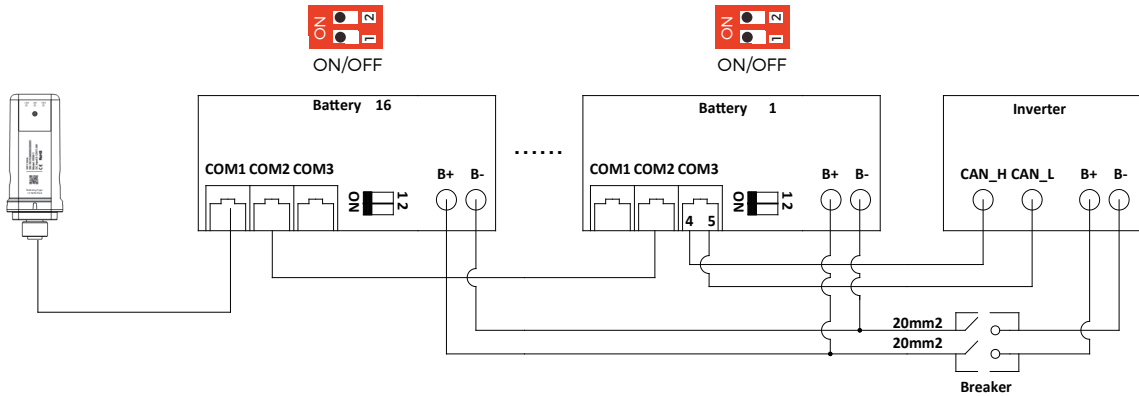 ON 1 2
ON 1 2
ON/OFF
ON/OFF
Battery 16
Battery 1
Inverter
......
COM1 COM2 COM3
ON
1 2
B+ B-
COM1 COM2 COM3
4 5
ON
1 2
B+ B-
CAN_H CAN_L
B+ B-
20mm2
20mm2
Breaker